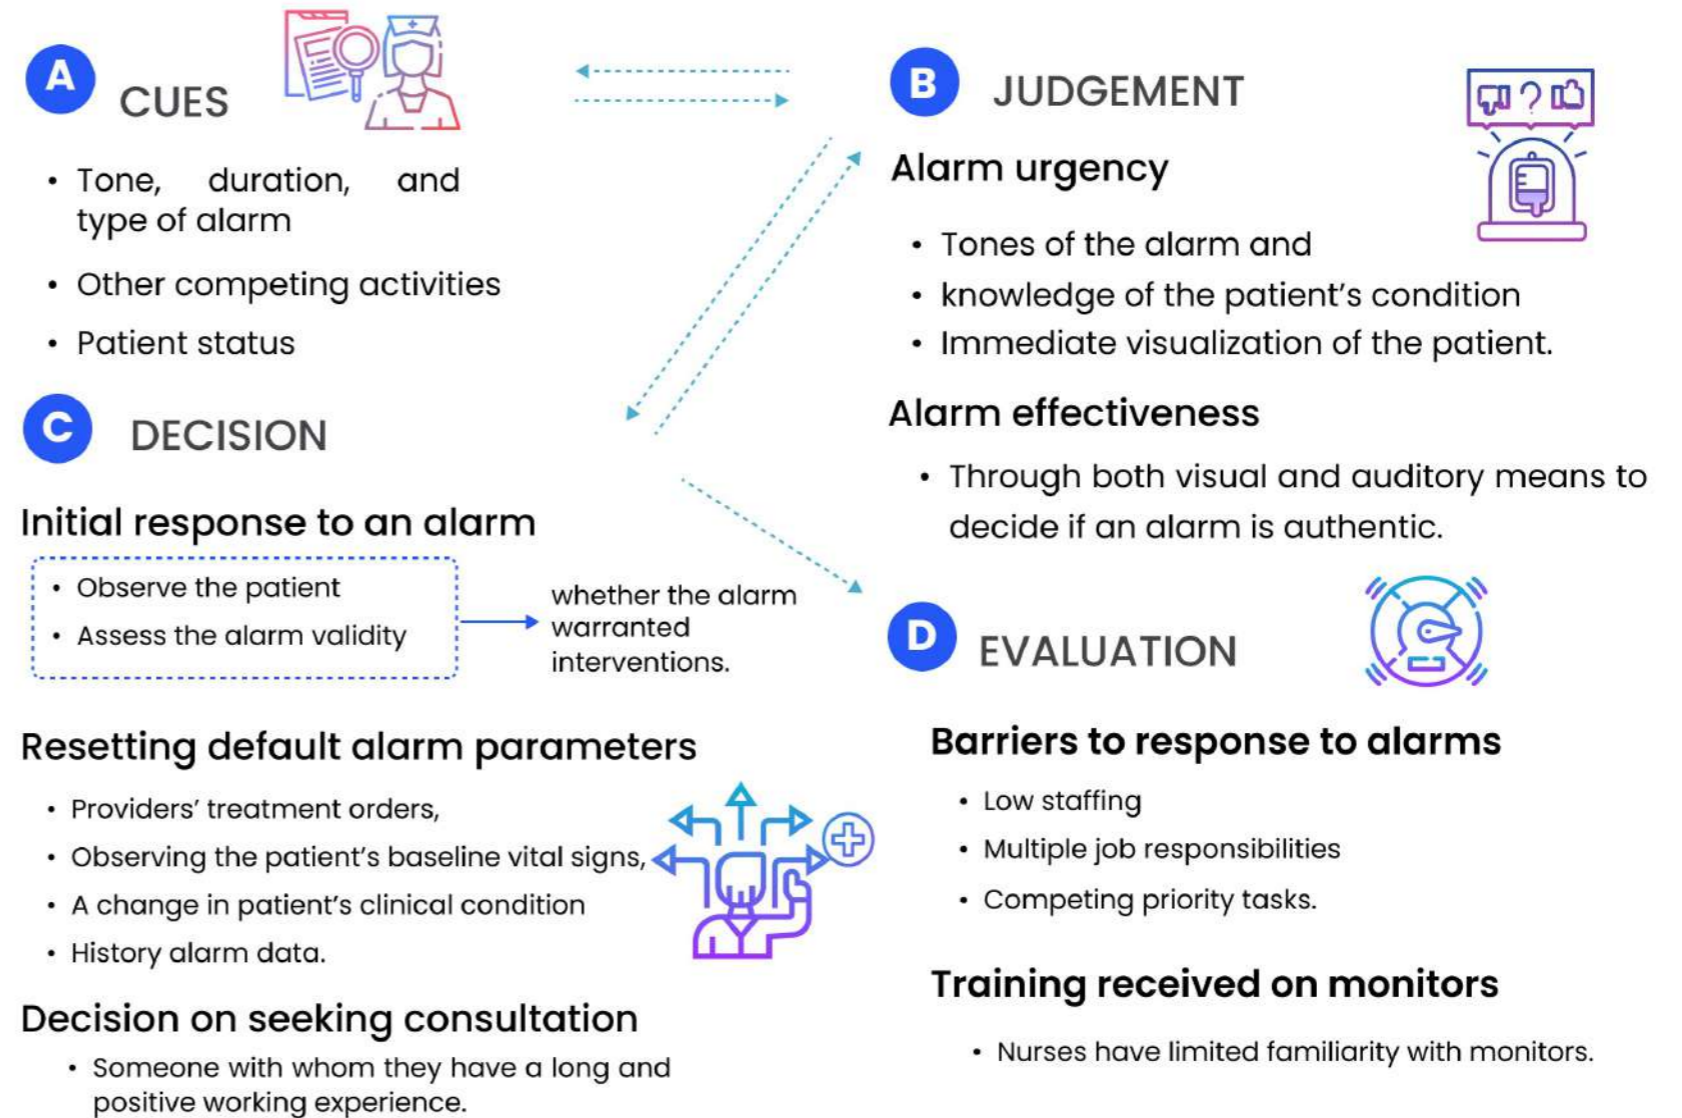 A
CUES
• Tone, duration, and
type of alarm
• Other competing activities
• Patient status
B
JUDGEMENT
Alarm urgency
• Tones of the alarm and
• knowledge of the patient's condition
• Immediate visualization of the patient.
Alarm effectiveness
• Through both visual and auditory means to
decide if an alarm is authentic.
C
DECISION
Initial response to an alarm
• Observe the patient
• Assess the alarm validity
whether the alarm
warranted
interventions.
Resetting default alarm parameters
• Providers' treatment orders,
• Observing the patient's baseline vital signs,
• A change in patient's clinical condition
• History alarm data.
Decision on seeking consultation
• Someone with whom they have a long and
positive working experience.
D
EVALUATION
Barriers to response to alarms
• Low staffing
• Multiple job responsibilities
• Competing priority tasks.
Training received on monitors
• Nurses have limited familiarity with monitors.